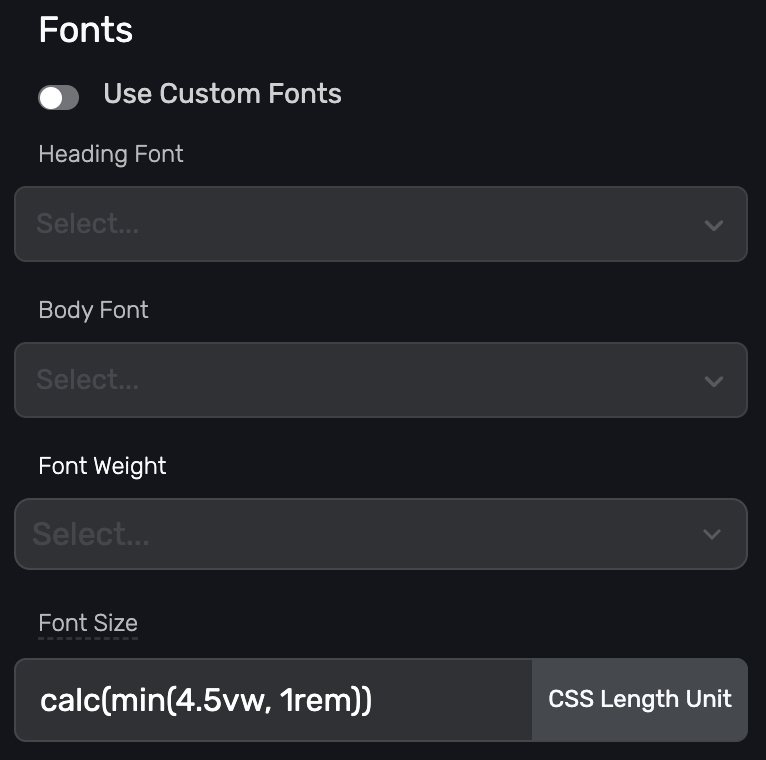 Fonts
Use Custom Fonts
Heading Font
Select...
Body Font
Select...
Font Weight
Select...
Font Size
calc(min(4.5vw, 1rem)) CSS Length Unit